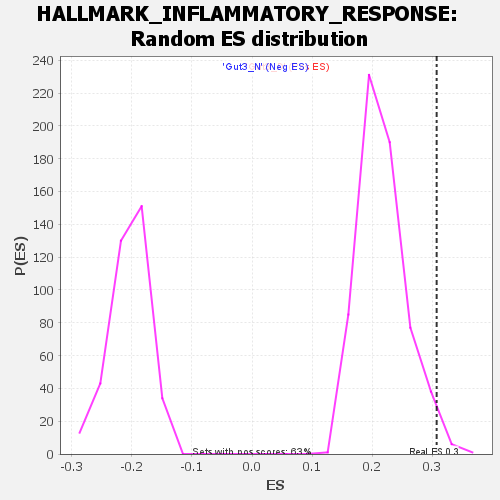 HALLMARK_INFLAMMATORY_RESPONSE:
Random ES distribution
'Gut3_N' (Neg ES) ES)
240
220
200
180
160
140
120
100
80
60
40
20
0
P(ES)
Sets with pos scores: 63%
Real ES 0.3
-0.3 -0.2 -0.1 0.0 0.1 0.2 0.3
ES